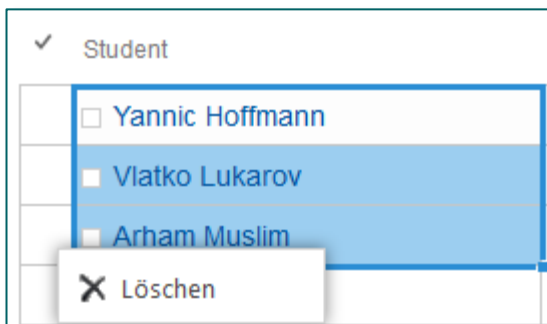 Student
Yannic Hoffmann
Vlatko Lukarov
Arham Muslim
Löschen